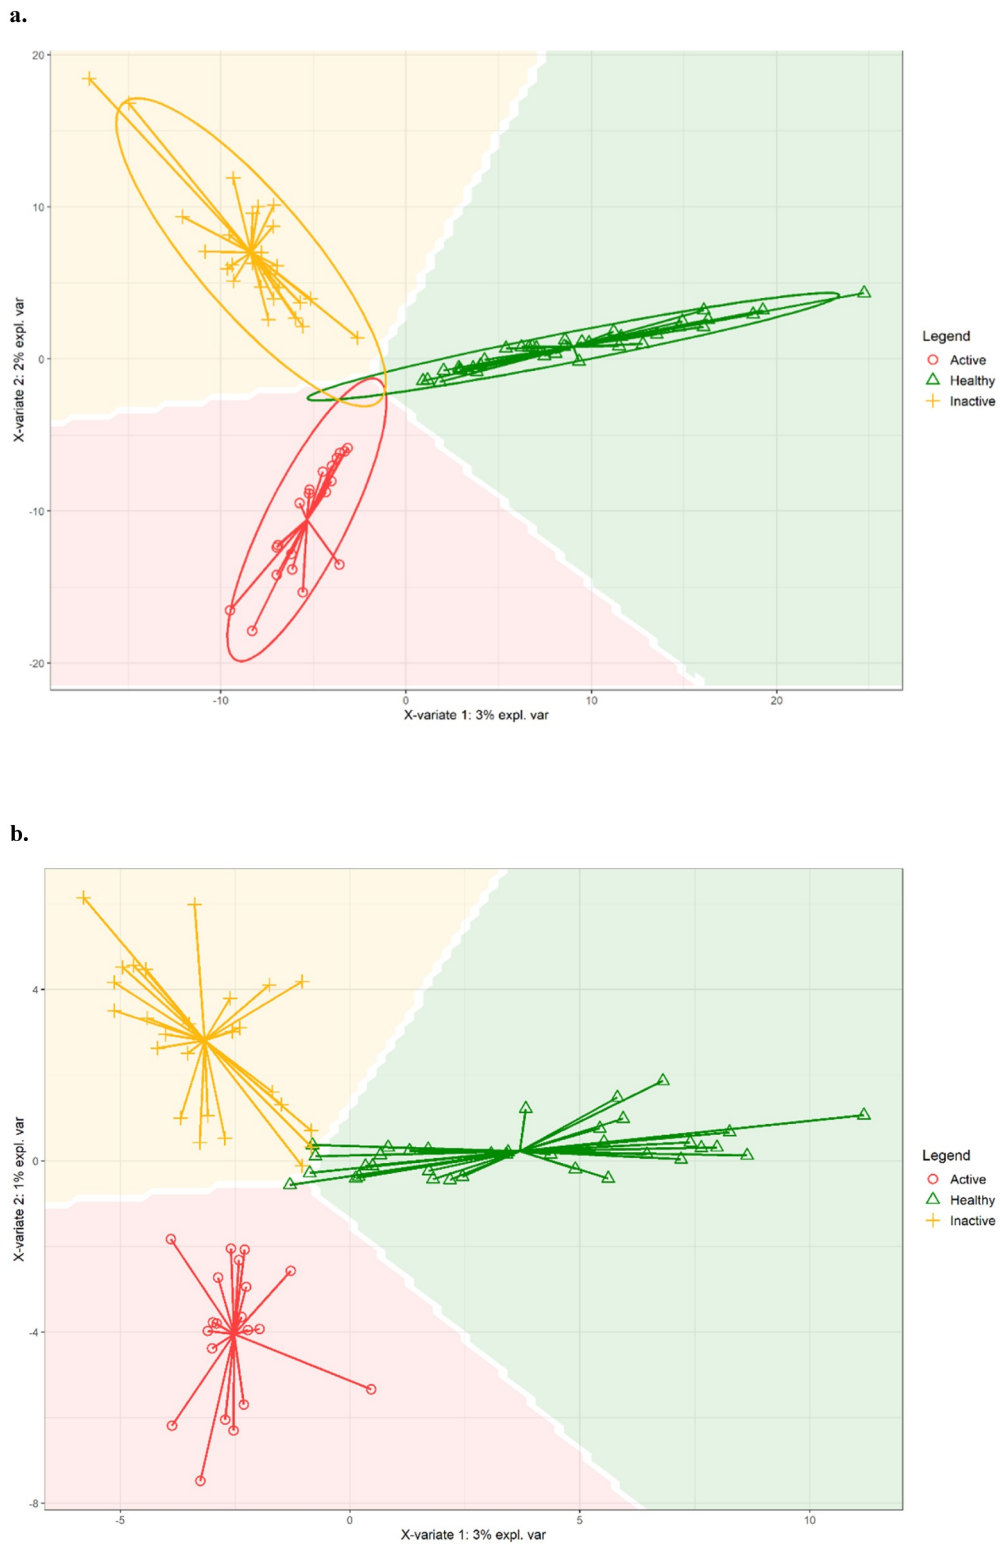 a.
20
10
0
-10
-20
X-variate 2: 2% expl. var
-10
0
10
20
X-variate 1: 3% expl. var
Legend
Active
Healthy
Inactive
b.
4
0
-4
-8
X-variate 2: 1% expl. var
-5
0
5
10
X-variate 1: 3% expl. var
Legend
Active
Healthy
Inactive